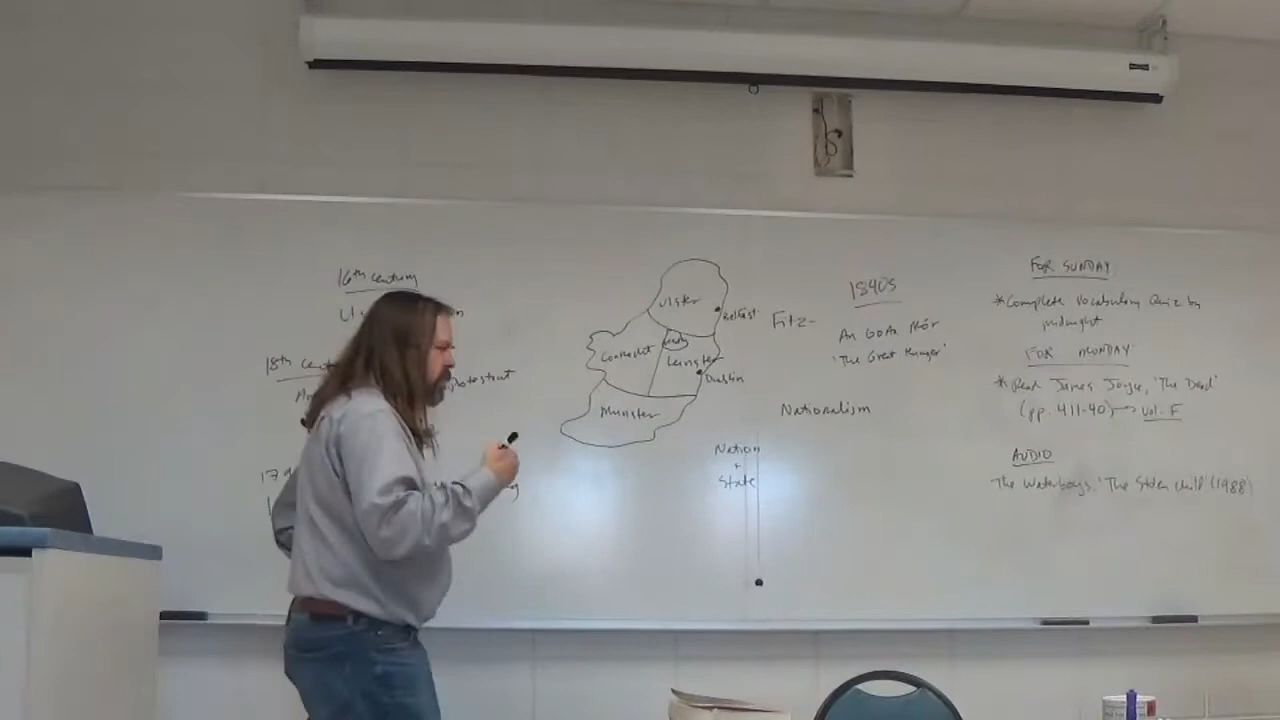 16th century
18th
Protestant
Ulster
Belfast
Connacht
Leinster
Dublin
Munster
Fitz-
1840s
An Gorta Mór
'The Great Hunger'
Nationalism
Nation
+
State
FOR SUNDAY
*Complete Vocabulary Quiz by
midnight
FOR MONDAY
*Read James Joyce, 'The Dead'
(pp. 411-40) → Vol. F
AUDIO
The Waterboys, 'The Stolen Child' (1988)